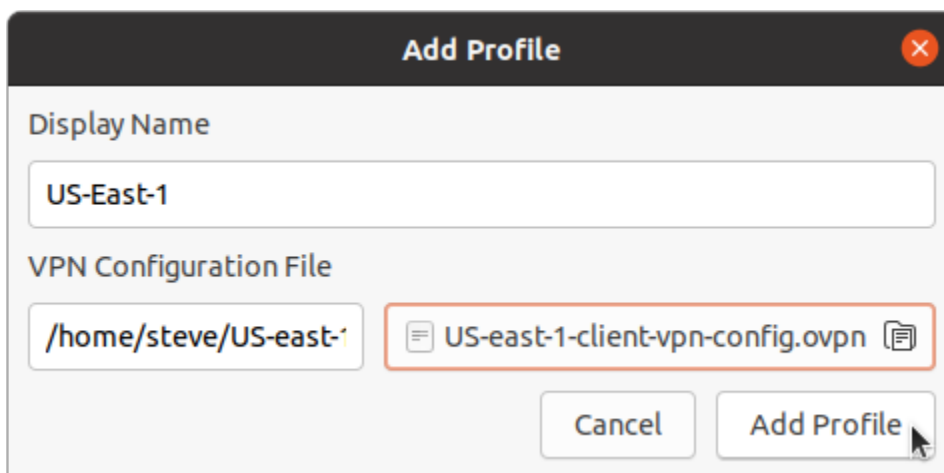 Add Profile
Display Name
US-East-1
VPN Configuration File
/home/steve/US-east-1 US-east-1-client-vpn-config.ovpn
Cancel Add Profile